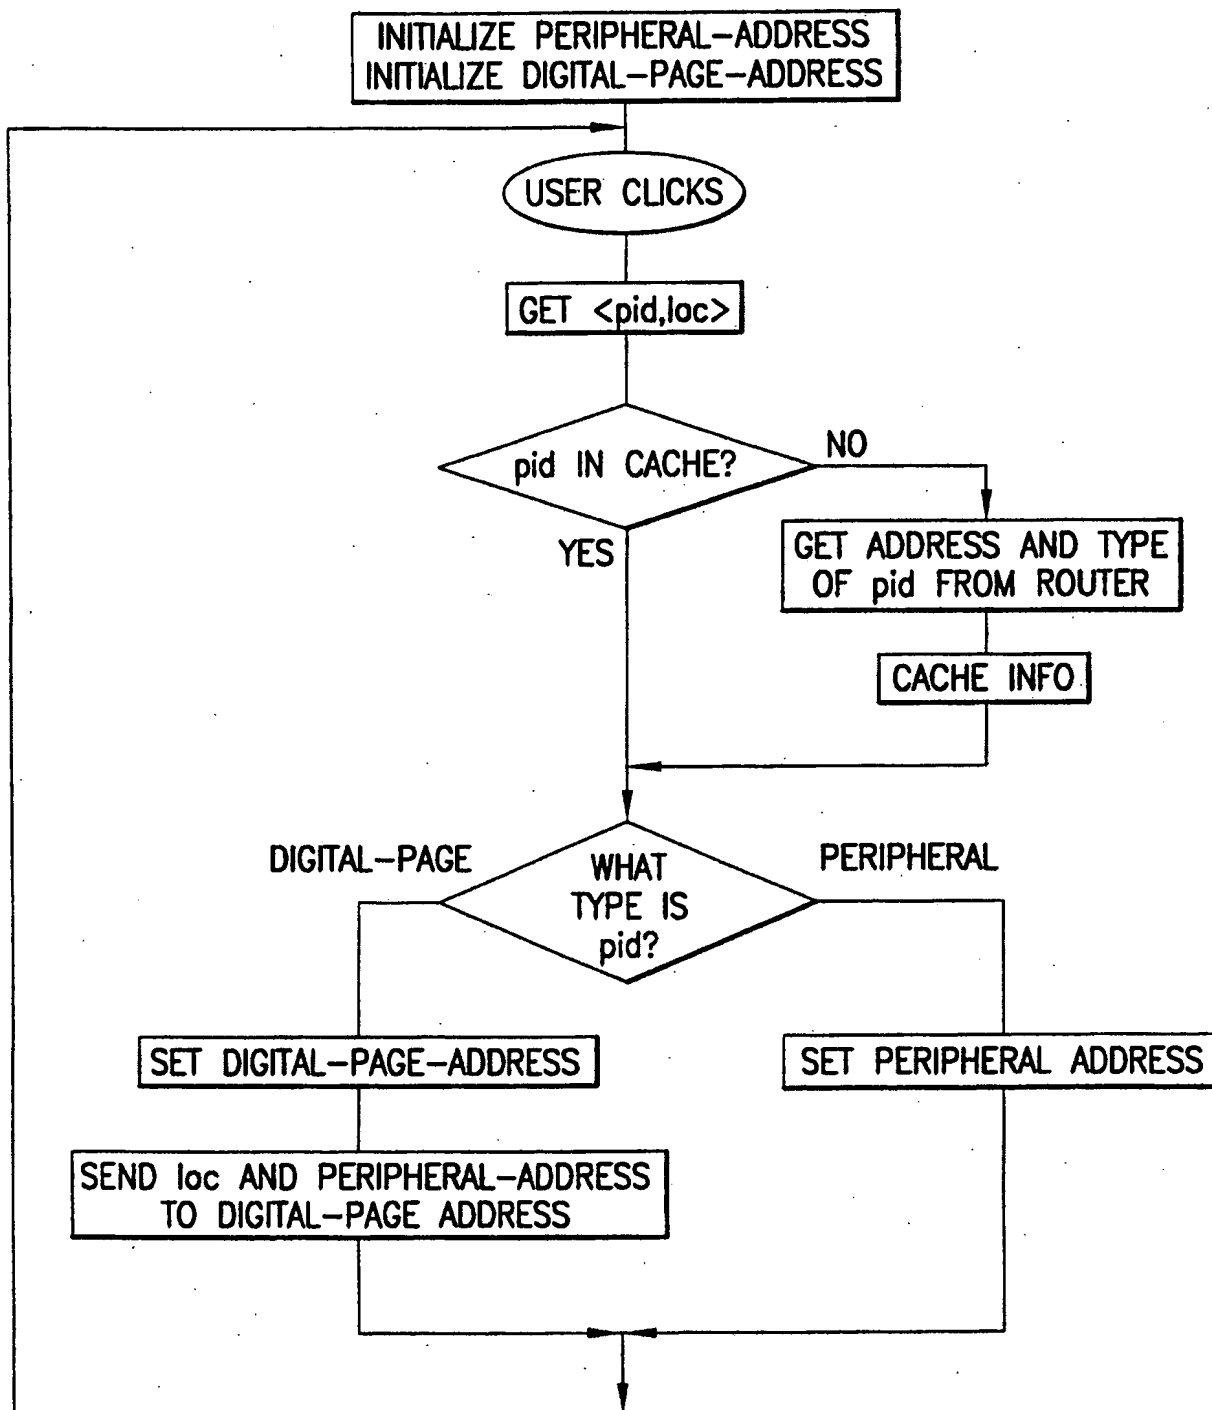 INITIALIZE PERIPHERAL-ADDRESS
INITIALIZE DIGITAL-PAGE-ADDRESS
USER CLICKS
GET <pid,loc>
pid IN CACHE?
NO
YES
GET ADDRESS AND TYPE
OF pid FROM ROUTER
CACHE INFO
DIGITAL-PAGE
WHAT
TYPE IS
pid?
PERIPHERAL
SET DIGITAL-PAGE-ADDRESS
SET PERIPHERAL ADDRESS
SEND loc AND PERIPHERAL-ADDRESS
TO DIGITAL-PAGE ADDRESS